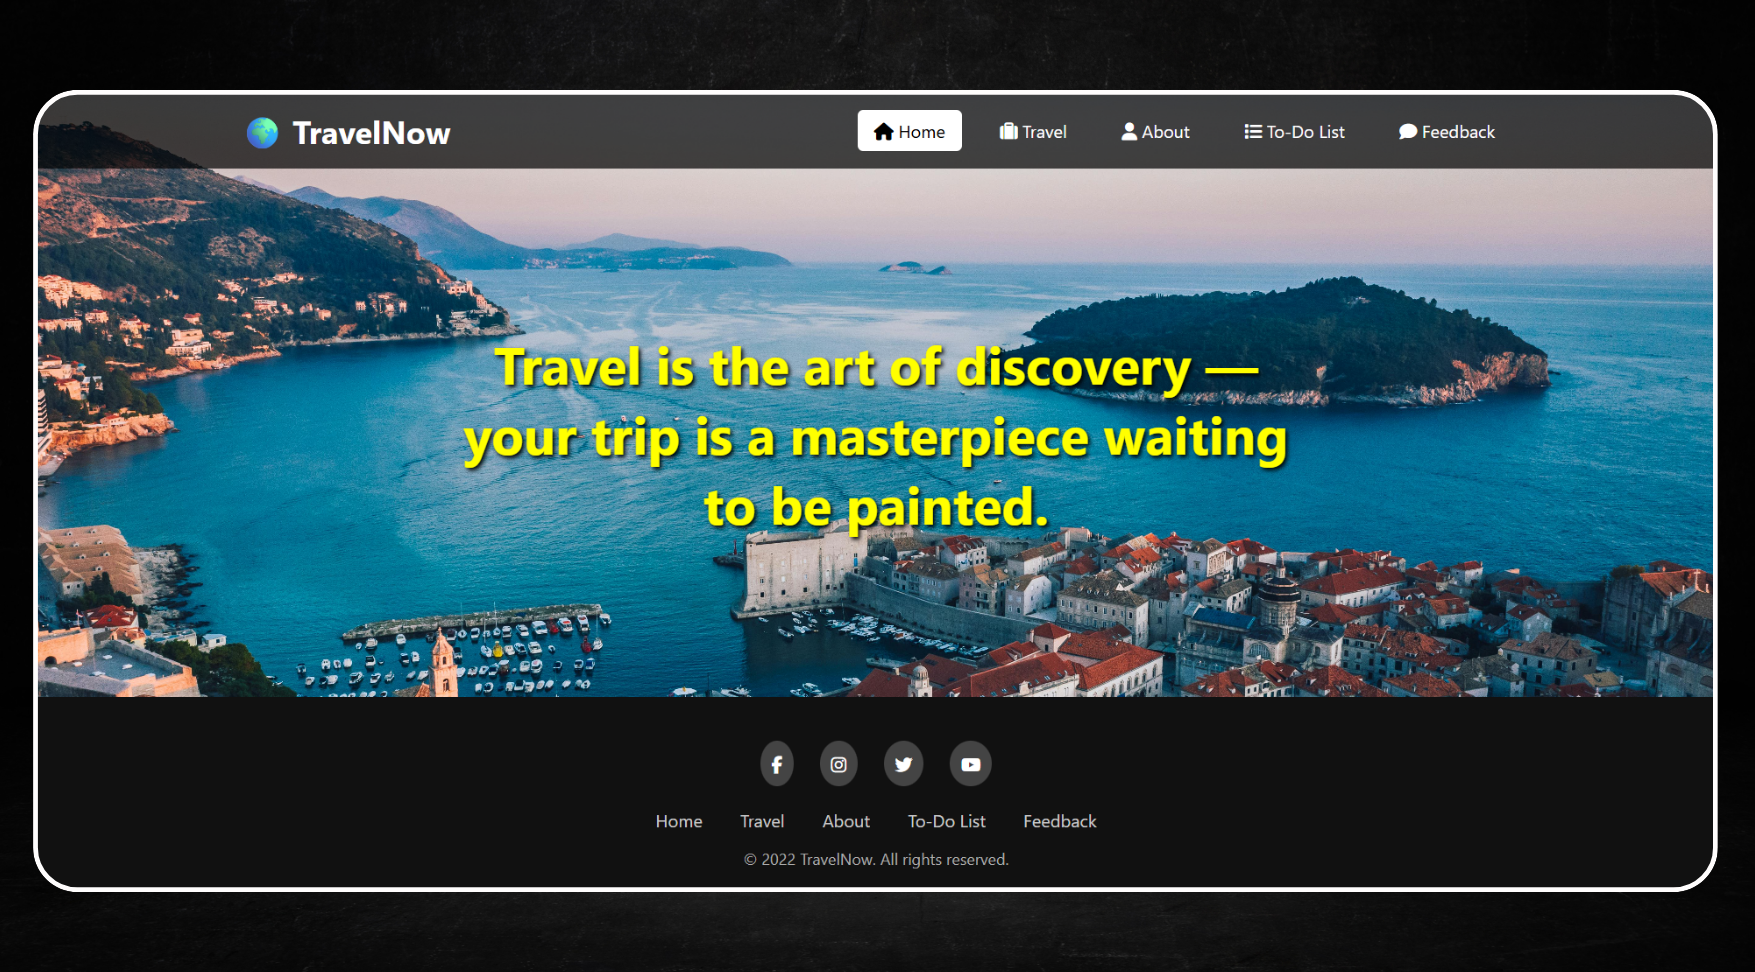 TravelNow
Home
Travel
About
To-Do List
Feedback
Travel is the art of discovery —
your trip is a masterpiece waiting
to be painted.
Home Travel About To-Do List Feedback
© 2022 TravelNow. All rights reserved.